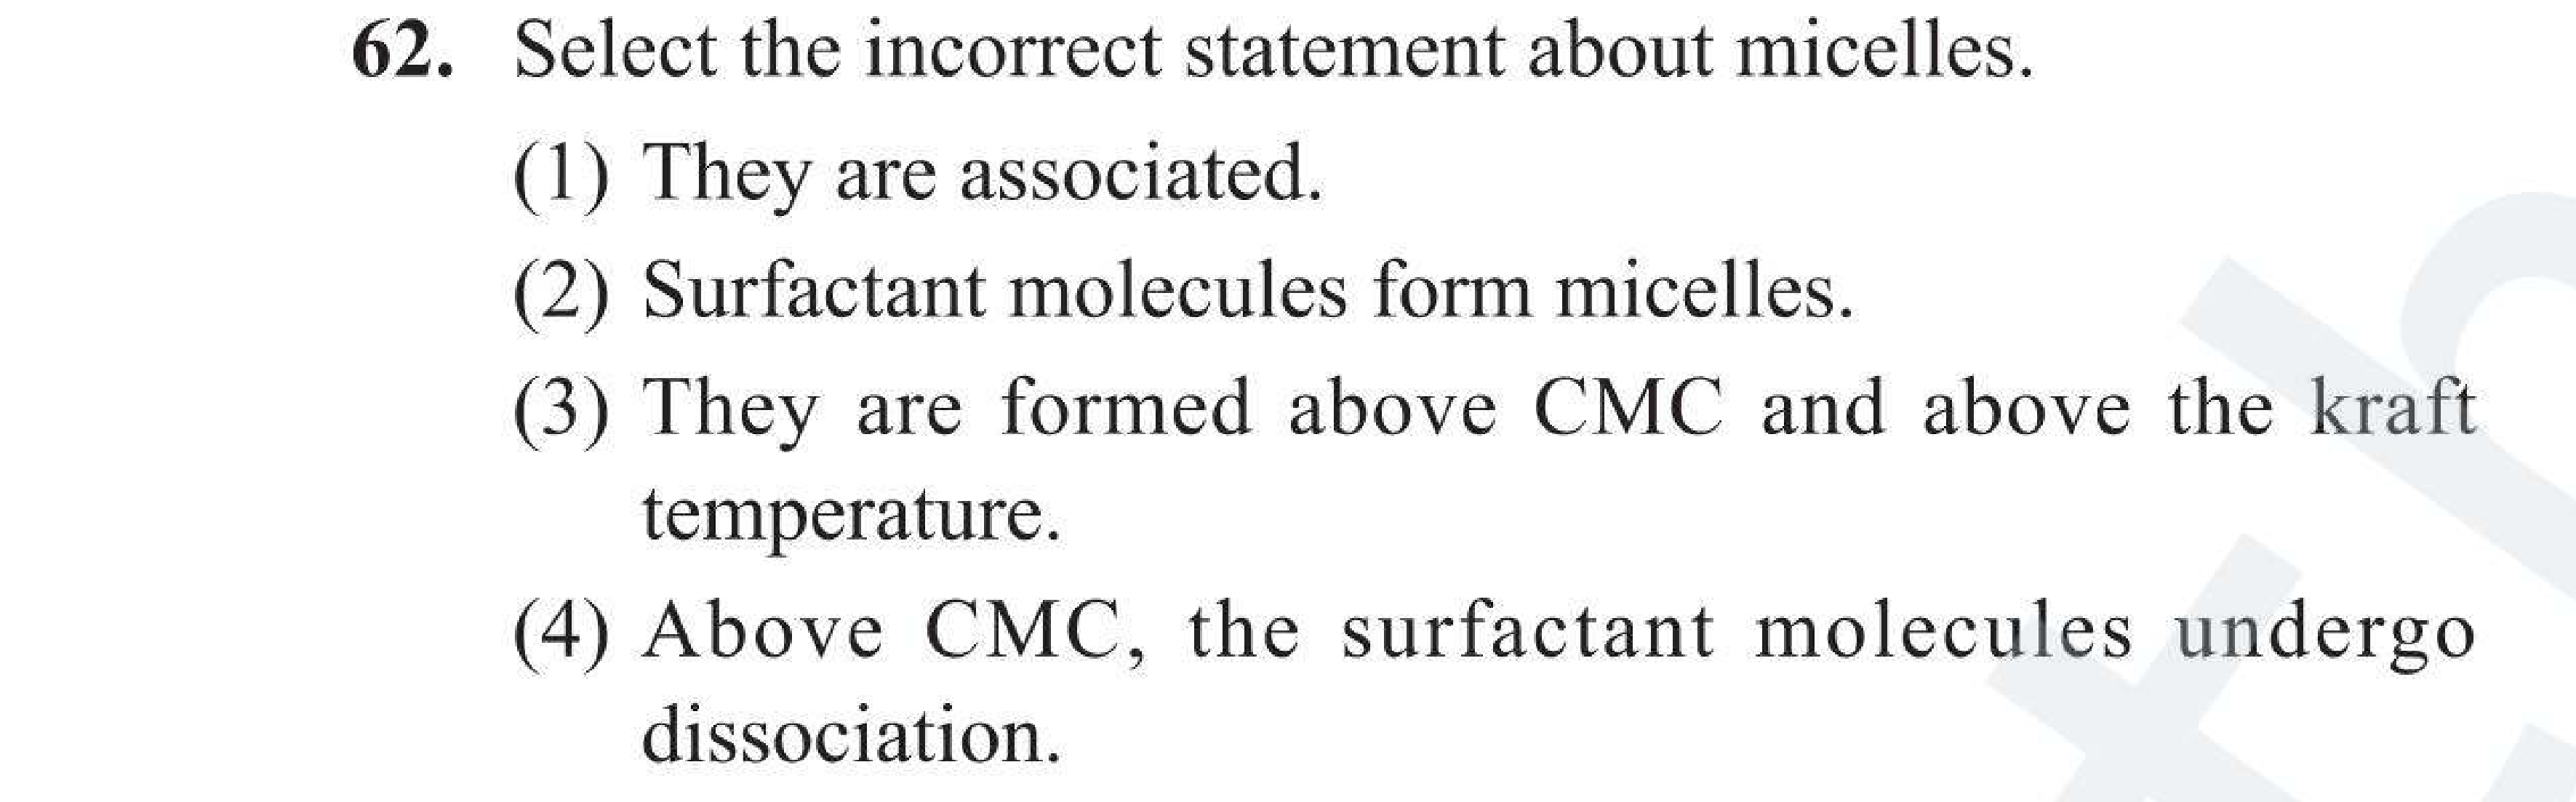 62. Select the incorrect statement about micelles.
(1) They are associated.
(2) Surfactant molecules form micelles.
(3) They are formed above CMC and above the kraft
temperature.
(4) Above CMC, the surfactant molecules undergo
dissociation.